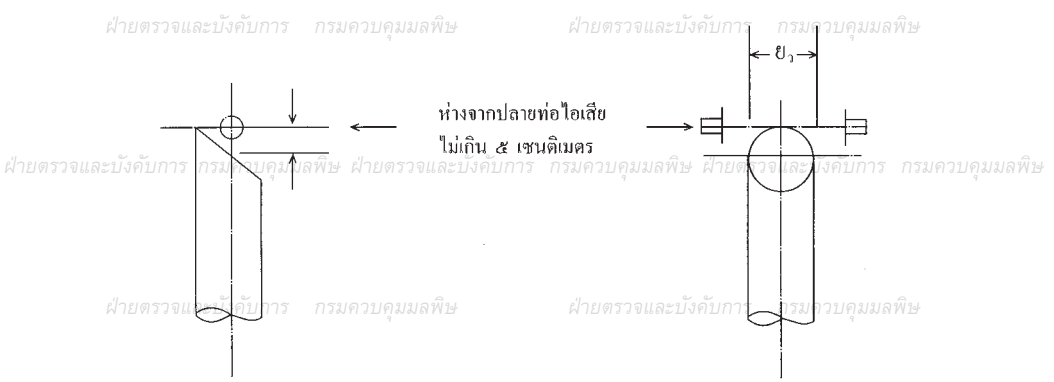 ฝ่ายตรวจและบังคับการ กรมควบคุมมลพิษ ฝ่ายตรวจและบังคับการ กรมควบคุมมลพิษ
ยว
ห่างจากปลายท่อไอเสีย
ไม่เกิน ๕ เซนติเมตร
ฝ่ายตรวจและบังคับการ กรมควบคุมมลพิษ ฝ่ายตรวจและบังคับการ กรมควบคุมมลพิษ ฝ่ายตรวจและบังคับการ กรมควบคุมมลพิษ
ฝ่ายตรวจและบังคับการ กรมควบคุมมลพิษ ฝ่ายตรวจและบังคับการ กรมควบคุมมลพิษ